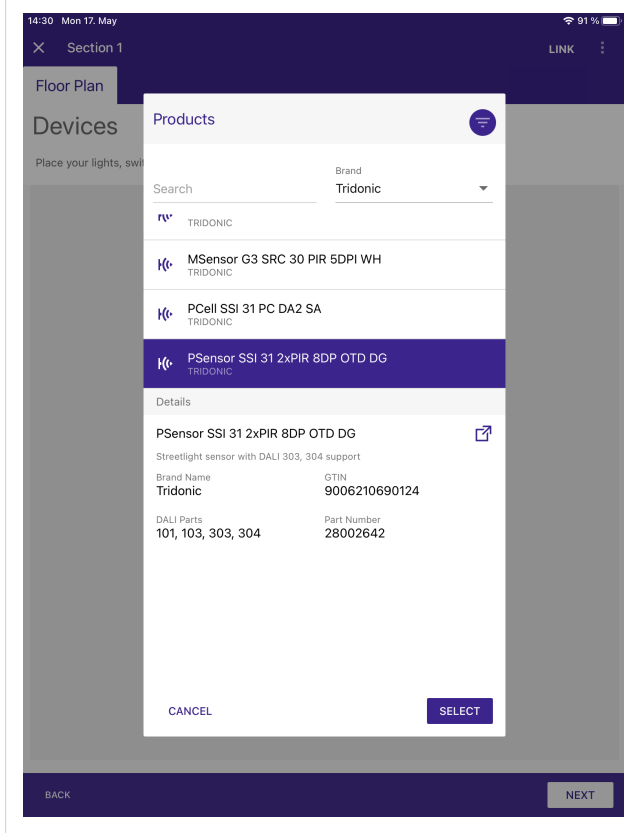 14:30 Mon 17. May
91 %
Section 1
LINK
Floor Plan
Devices
Place your lights, swi
Products
Brand
Search
Tridonic
TRIDONIC
MSensor G3 SRC 30 PIR 5DPI WH
TRIDONIC
PCell SSI 31 PC DA2 SA
TRIDONIC
PSensor SSI 31 2xPIR 8DP OTD DG
TRIDONIC
Details
PSensor SSI 31 2xPIR 8DP OTD DG
Streetlight sensor with DALI 303, 304 support
Brand Name
GTIN
Tridonic
9006210690124
DALI Parts
Part Number
101, 103, 303, 304
28002642
CANCEL
SELECT
BACK
NEXT